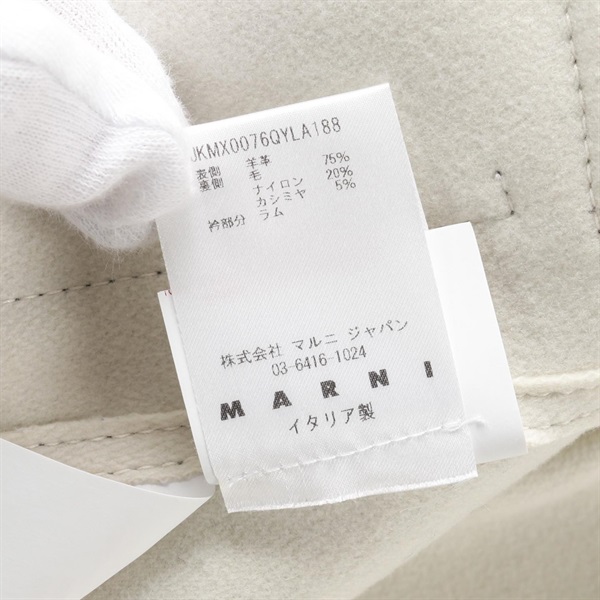 JKMX0076QYLA188
表側 羊革
裏側 毛 75%
ナイロン 20%
カシミヤ 5%
衿部分 ラム
株式会社 マルニ ジャパン
03-6416-1024
MARNI
イタリア製